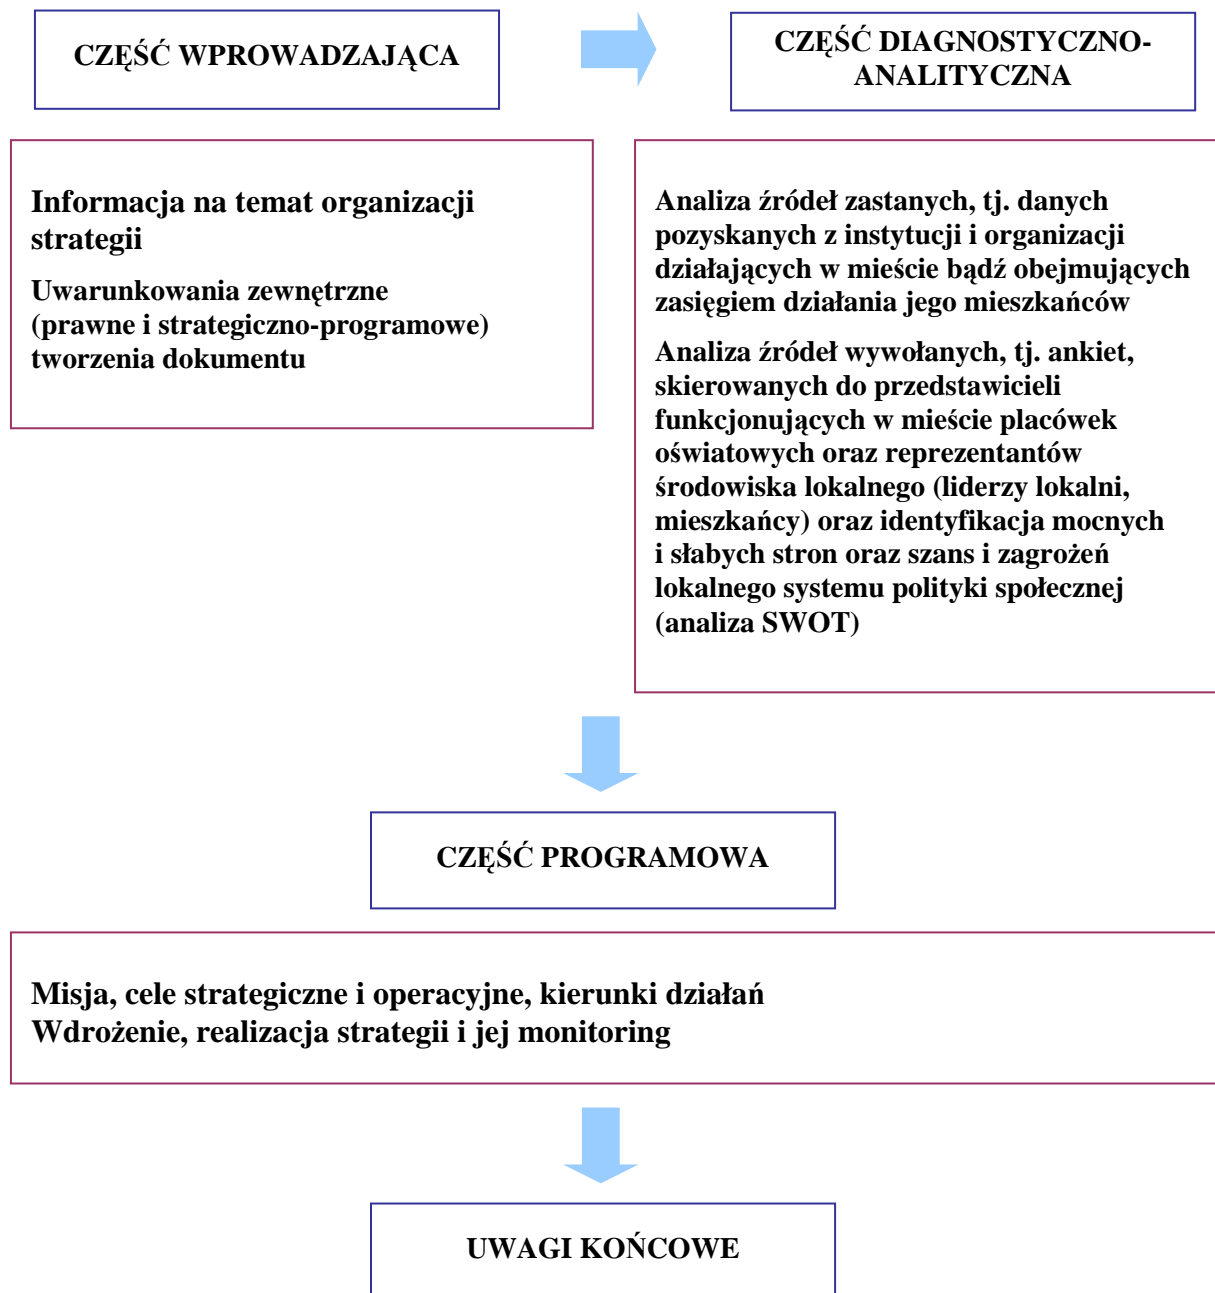 CZĘŚĆ WPROWADZAJĄCA
CZĘŚĆ DIAGNOSTYCZNO-
ANALITYCZNA
Informacja na temat organizacji
strategii
Uwarunkowania zewnętrzne
(prawne i strategiczno-programowe)
tworzenia dokumentu
Analiza źródeł zastanych, tj. danych
pozyskanych z instytucji i organizacji
działających w mieście bądź obejmujących
zasięgiem działania jego mieszkańców
Analiza źródeł wywołanych, tj. ankiet,
skierowanych do przedstawicieli
funkcjonujących w mieście placówek
oświatowych oraz reprezentantów
środowiska lokalnego (liderzy lokalni,
mieszkańcy) oraz identyfikacja mocnych
i słabych stron oraz szans i zagrożeń
lokalnego systemu polityki społecznej
(analiza SWOT)
CZĘŚĆ PROGRAMOWA
Misja, cele strategiczne i operacyjne, kierunki działań
Wdrożenie, realizacja strategii i jej monitoring
UWAGI KOŃCOWE